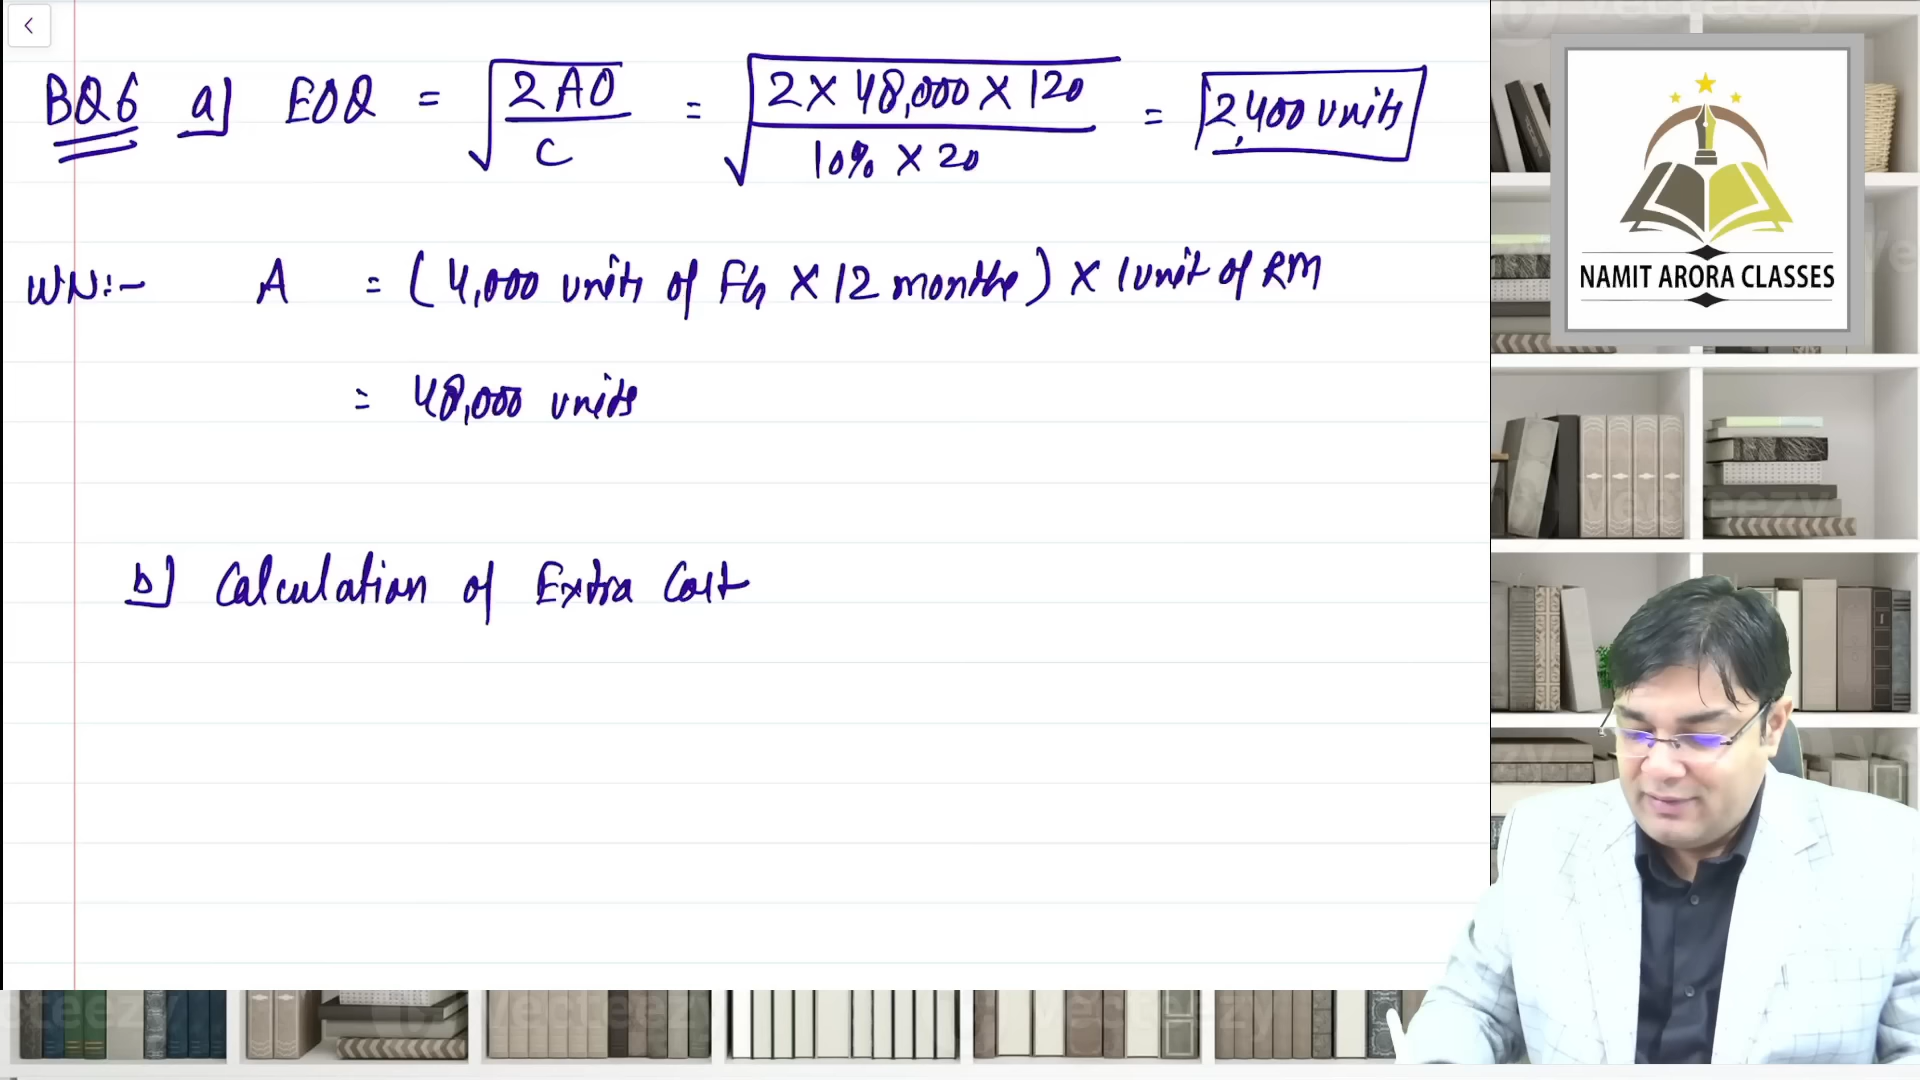 BQ6 a] EOQ = √(2AO / C) = √(2 × 48,000 × 120 / 10% × 20) = 2,400 units
WN:- A = (4,000 units of FG × 12 months) × 1 unit of RM
= 48,000 units
b] Calculation of Extra Cost
NAMIT ARORA CLASSES